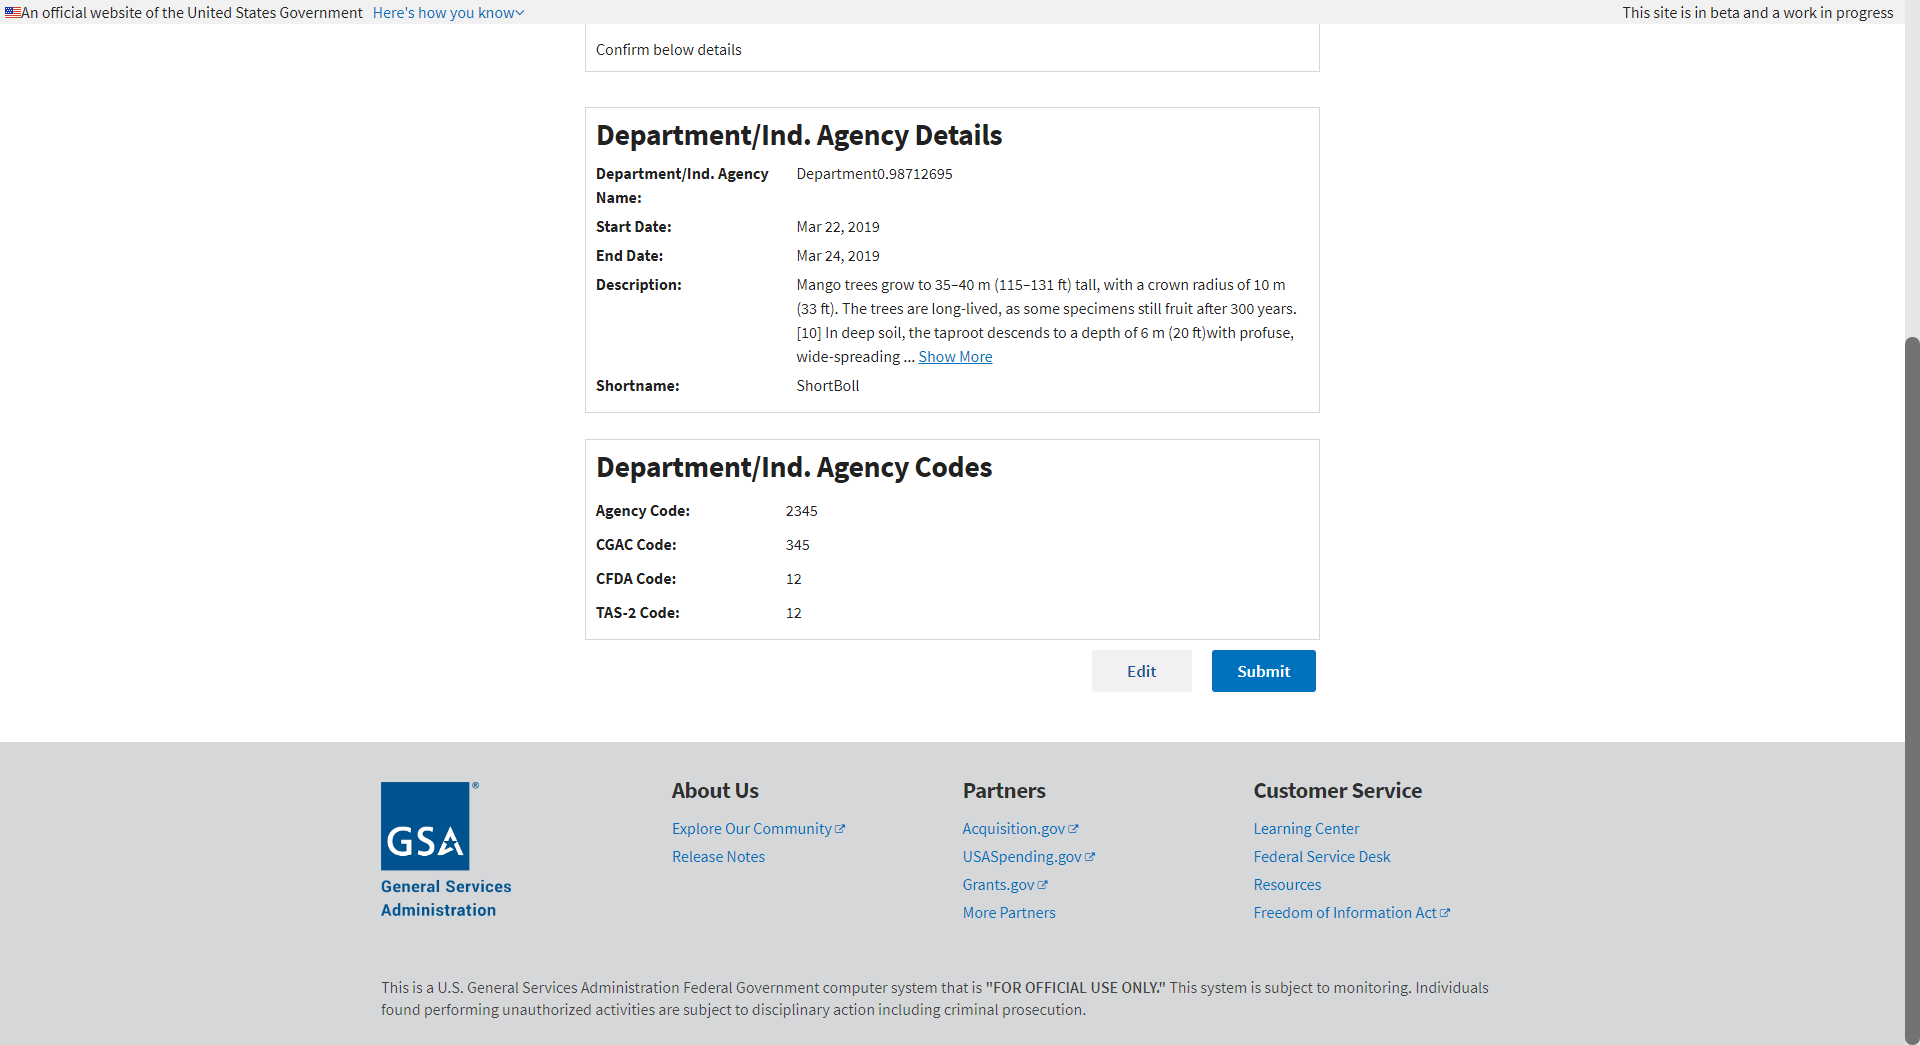 An official website of the United States Government Here's how you know
This site is in beta and a work in progress
Confirm below details
Department/Ind. Agency Details
Department/Ind. Agency Name: Department0.98712695
Start Date: Mar 22, 2019
End Date: Mar 24, 2019
Description: Mango trees grow to 35–40 m (115–131 ft) tall, with a crown radius of 10 m
(33 ft). The trees are long-lived, as some specimens still fruit after 300 years.
[10] In deep soil, the taproot descends to a depth of 6 m (20 ft)with profuse,
wide-spreading ... Show More
Shortname: ShortBoll
Department/Ind. Agency Codes
Agency Code: 2345
CGAC Code: 345
CFDA Code: 12
TAS-2 Code: 12
Edit
Submit
GSA®
General Services
Administration
About Us
Explore Our Community
Release Notes
Partners
Acquisition.gov
USASpending.gov
Grants.gov
More Partners
Customer Service
Learning Center
Federal Service Desk
Resources
Freedom of Information Act
This is a U.S. General Services Administration Federal Government computer system that is "FOR OFFICIAL USE ONLY." This system is subject to monitoring. Individuals
found performing unauthorized activities are subject to disciplinary action including criminal prosecution.